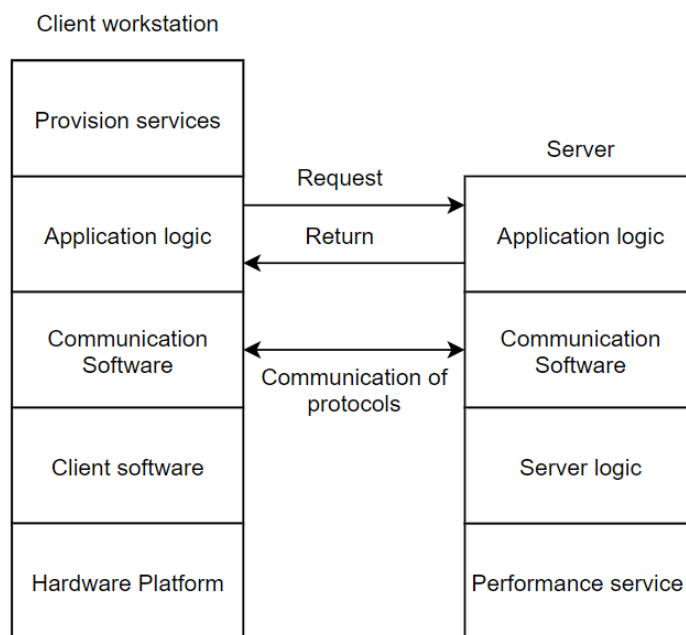 Client workstation
Provision services
Server
Request
Application logic
Return
Application logic
Communication
Software
Communication of
protocols
Communication
Software
Client software
Server logic
Hardware Platform
Performance service